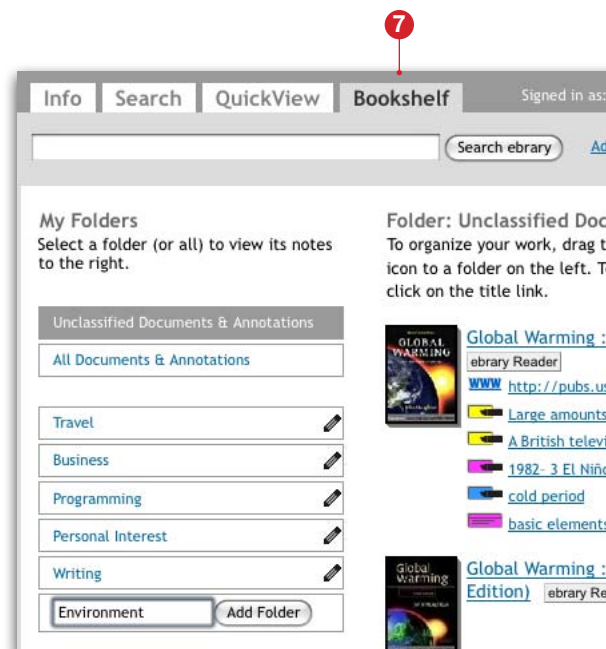 7
Info Search QuickView Bookshelf Signed in as:
Search ebrary
My Folders
Select a folder (or all) to view its notes
to the right.
Unclassified Documents & Annotations
All Documents & Annotations
Travel
Business
Programming
Personal Interest
Writing
Environment Add Folder
Folder: Unclassified Doc
To organize your work, drag t
icon to a folder on the left. T
click on the title link.
GLOBAL
WARMING
Global Warming :
ebrary Reader
WWW http://pubs.us
Large amounts
A British televi
1982- 3 El Niño
cold period
basic elements
Global
Warming
Global Warming :
Edition) ebrary Re